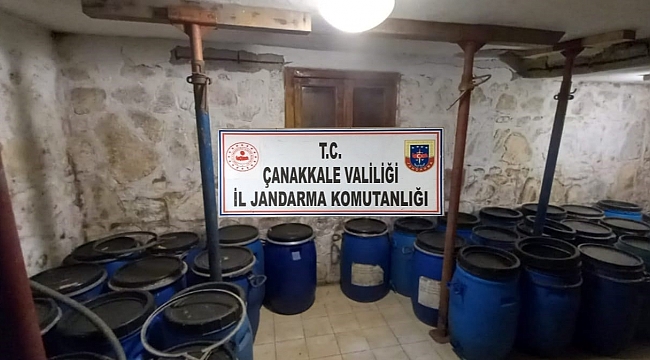 T.C.
ÇANAKKALE VALİLİĞİ
İL JANDARMA KOMUTANLIĞI